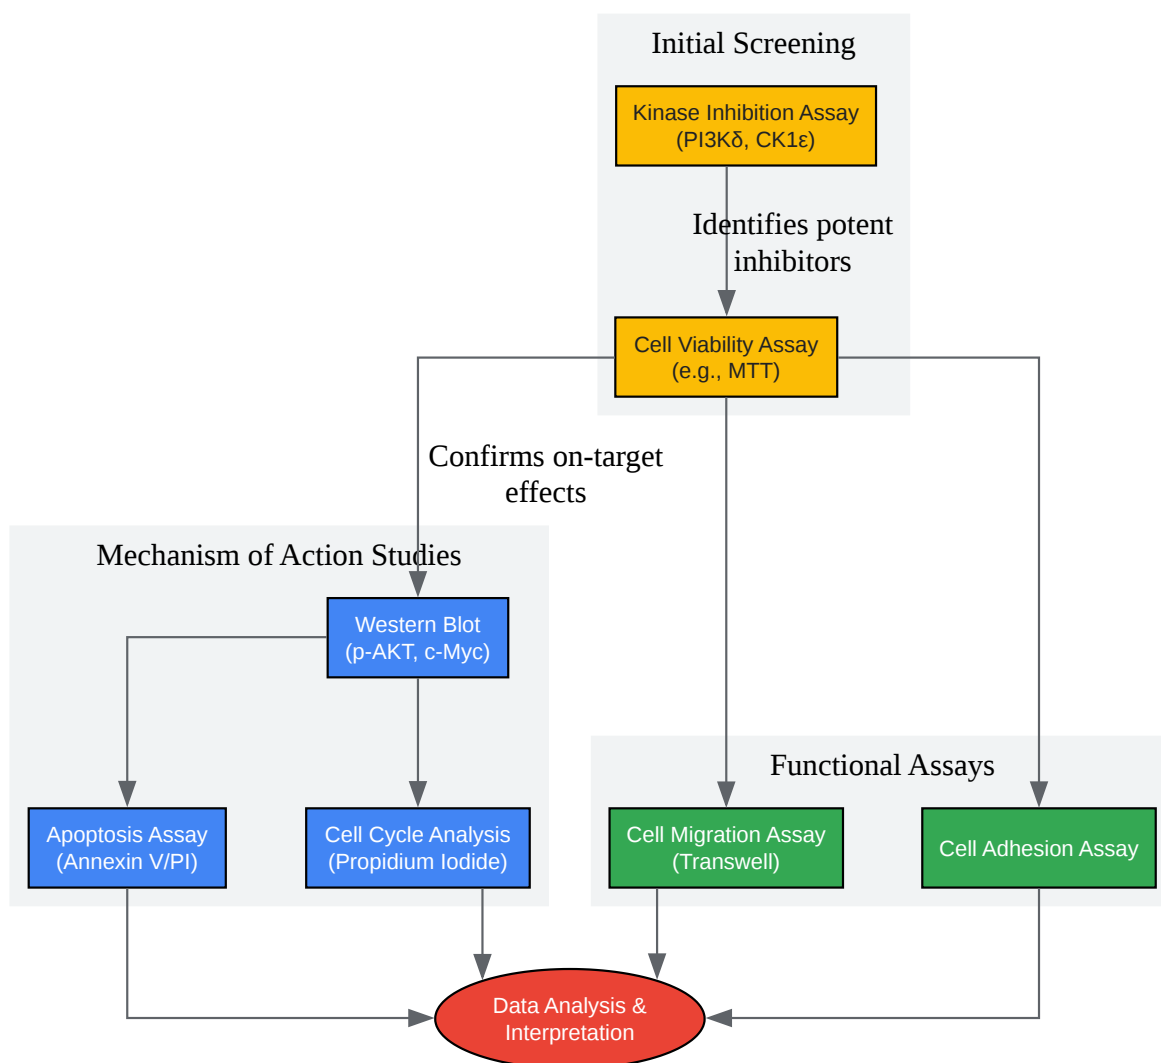 Initial Screening
Kinase Inhibition Assay
(PI3Kδ, CK1ε)
Identifies potent
inhibitors
Cell Viability Assay
(e.g., MTT)
Confirms on-target
effects
Mechanism of Action Studies
Western Blot
(p-AKT, c-Myc)
Functional Assays
Apoptosis Assay
(Annexin V/PI)
Cell Cycle Analysis
(Propidium Iodide)
Cell Migration Assay
(Transwell)
Cell Adhesion Assay
Data Analysis &
Interpretation